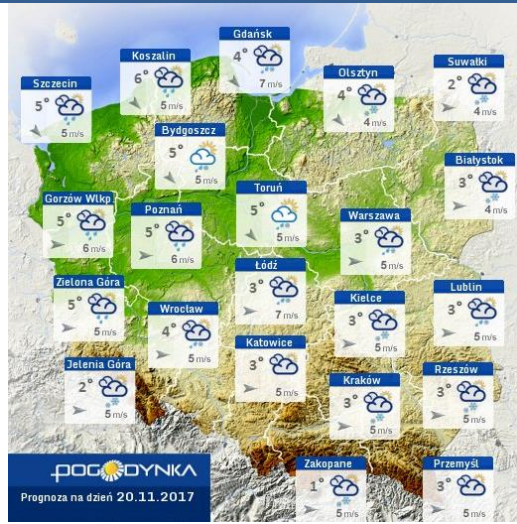 Gdańsk
4°
7 m/s
Koszalin
6°
5 m/s
Suwałki
2°
4 m/s
Olsztyn
4°
4 m/s
Szczecin
5°
5 m/s
Bydgoszcz
5°
5 m/s
Białystok
3°
4 m/s
Toruń
5°
5 m/s
Gorzów Wlkp
5°
6 m/s
Poznań
5°
6 m/s
Warszawa
3°
5 m/s
Łódź
3°
7 m/s
Zielona Góra
5°
5 m/s
Lublin
3°
5 m/s
Kielce
3°
5 m/s
Wrocław
4°
5 m/s
Katowice
3°
5 m/s
Jelenia Góra
2°
5 m/s
Rzeszów
3°
5 m/s
Kraków
3°
5 m/s
Zakopane
1°
5 m/s
Przemyśl
3°
5 m/s
POGODYNKA
Prognoza na dzień 20.11.2017